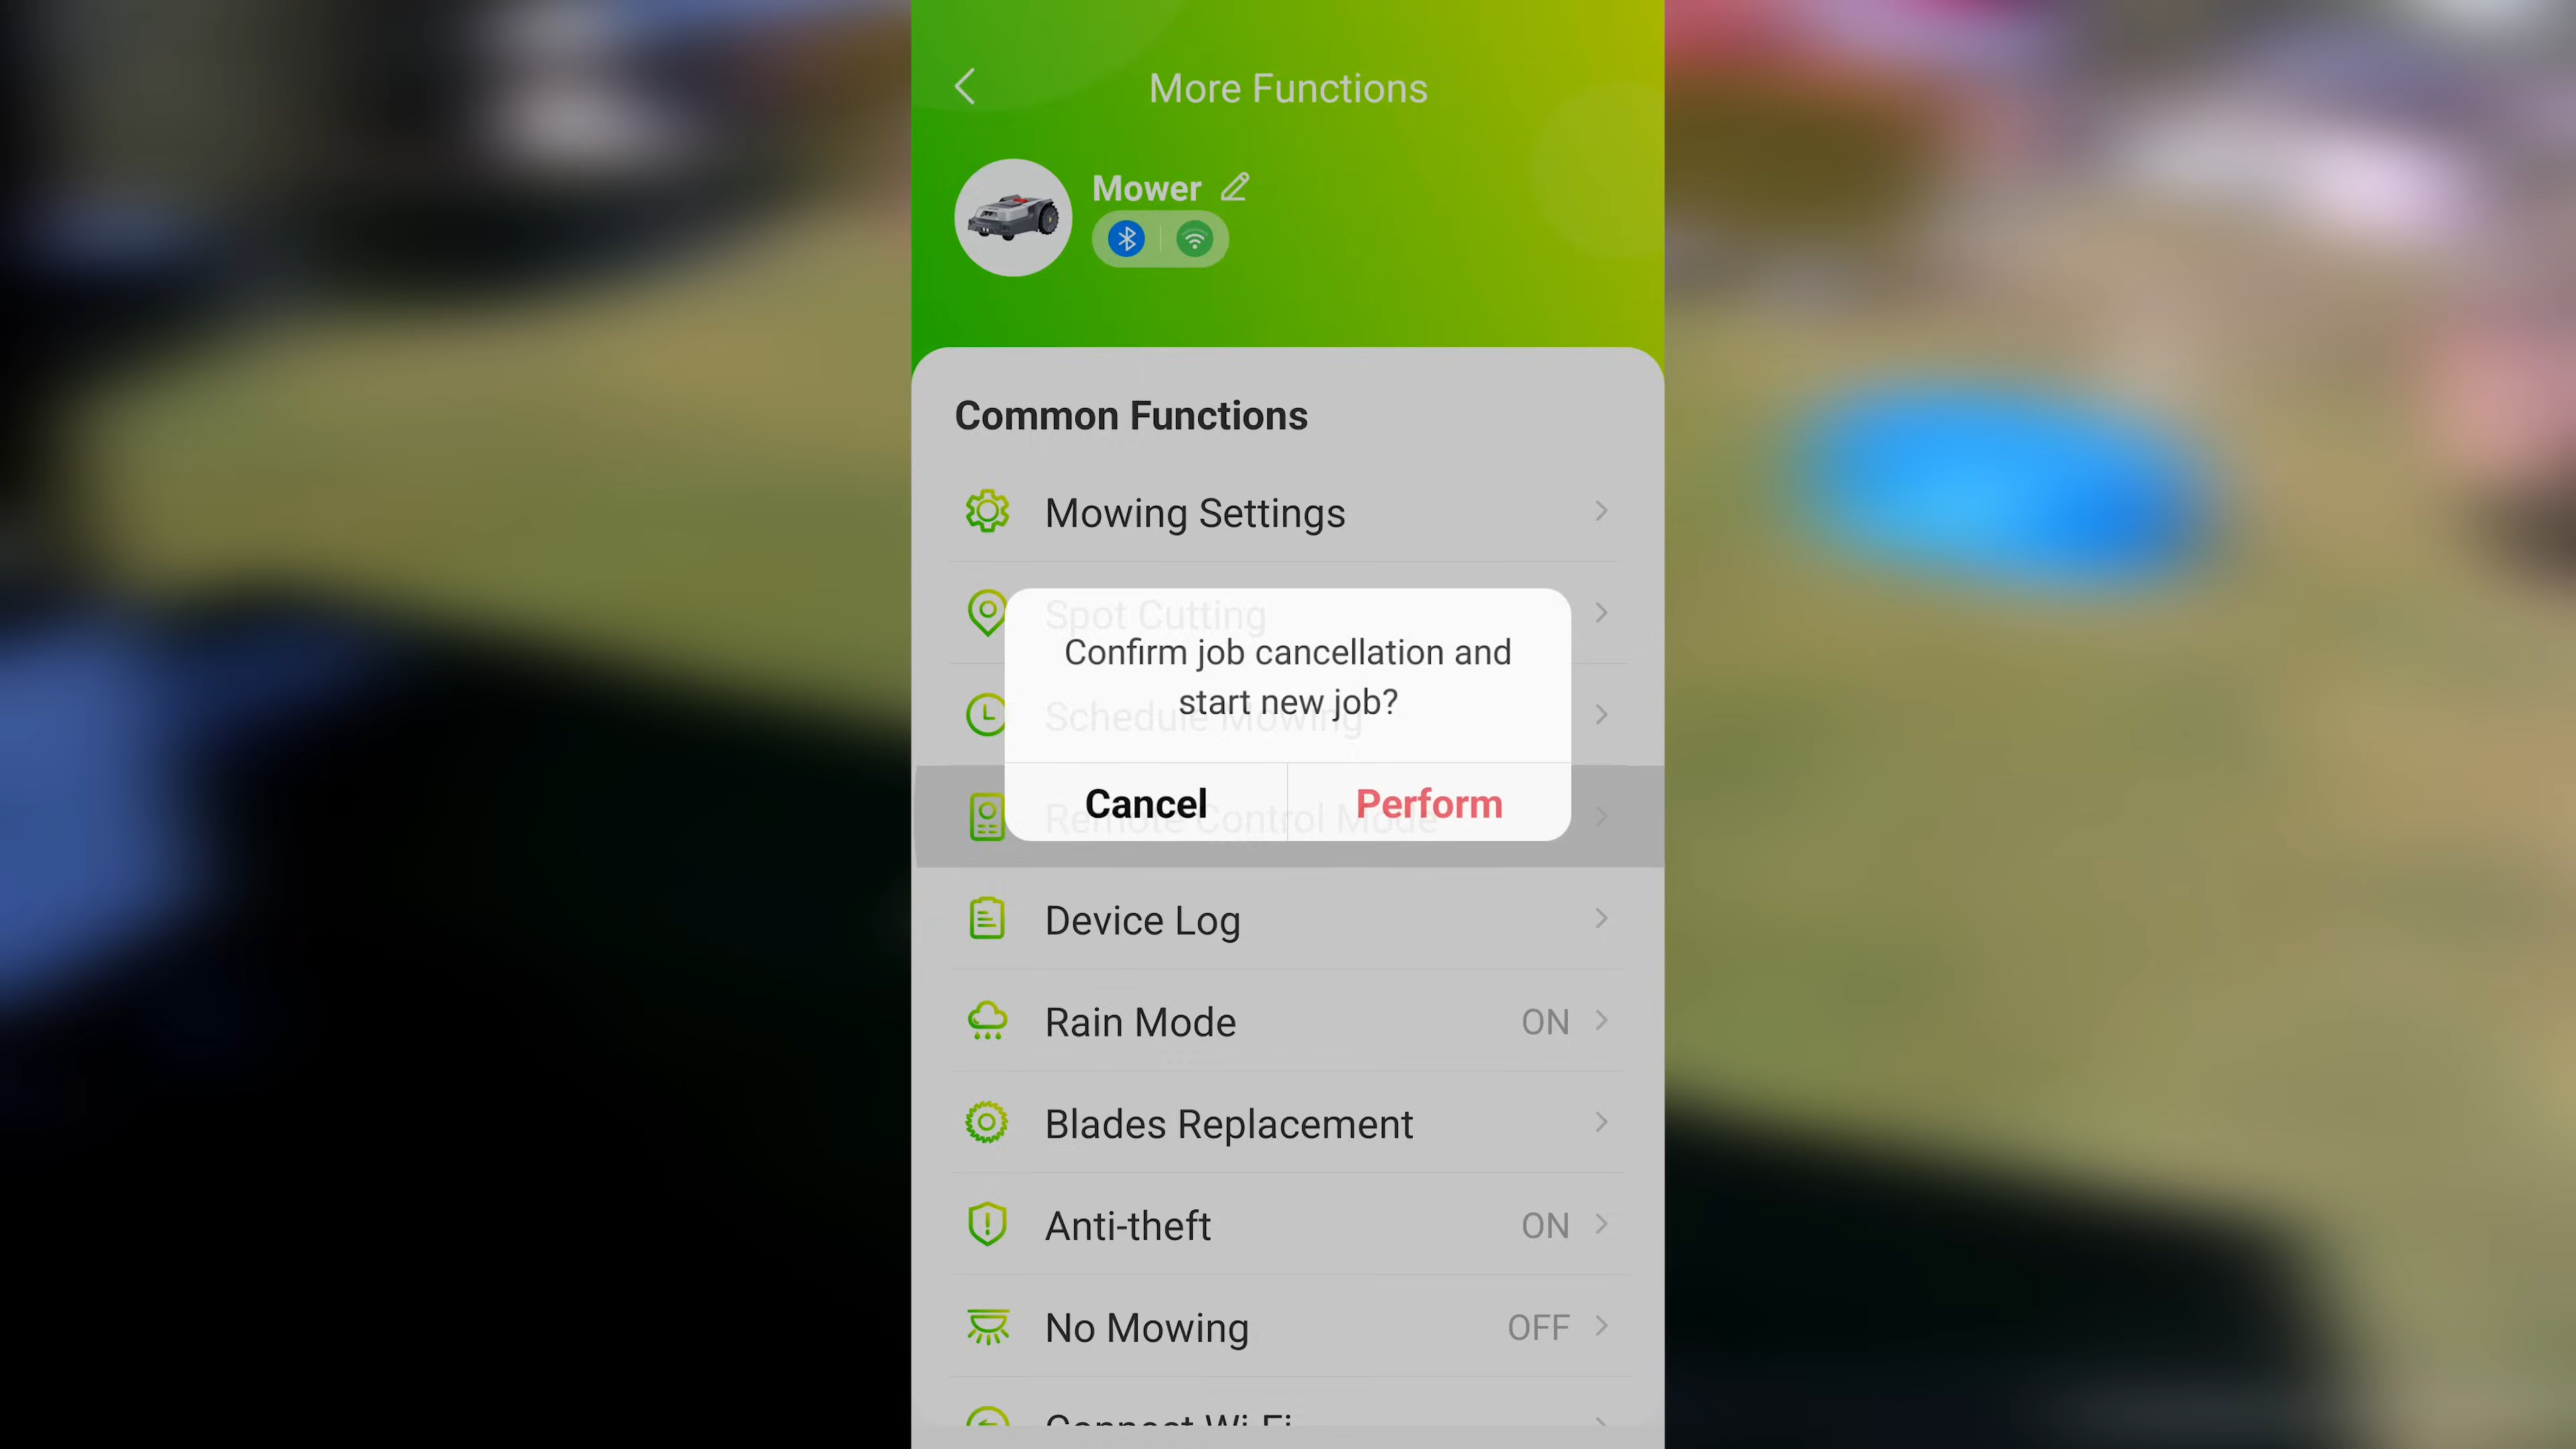 More Functions
Mower
Common Functions
Mowing Settings
Spot Cutting
Confirm job cancellation and
start new job?
Schedule Mowing
Cancel
Perform
Remote Control Mode
Device Log
Rain Mode ON
Blades Replacement
Anti-theft ON
No Mowing OFF
Connect Wi-Fi